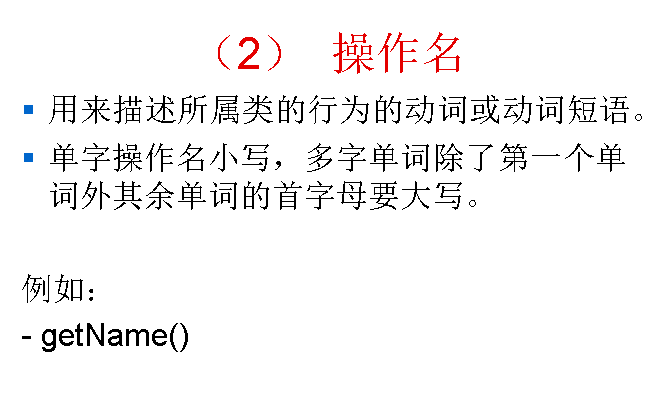 （2） 操作名
▪ 用来描述所属类的行为的动词或动词短语。
▪ 单字操作名小写，多字单词除了第一个单
词外其余单词的首字母要大写。
例如：
- getName()